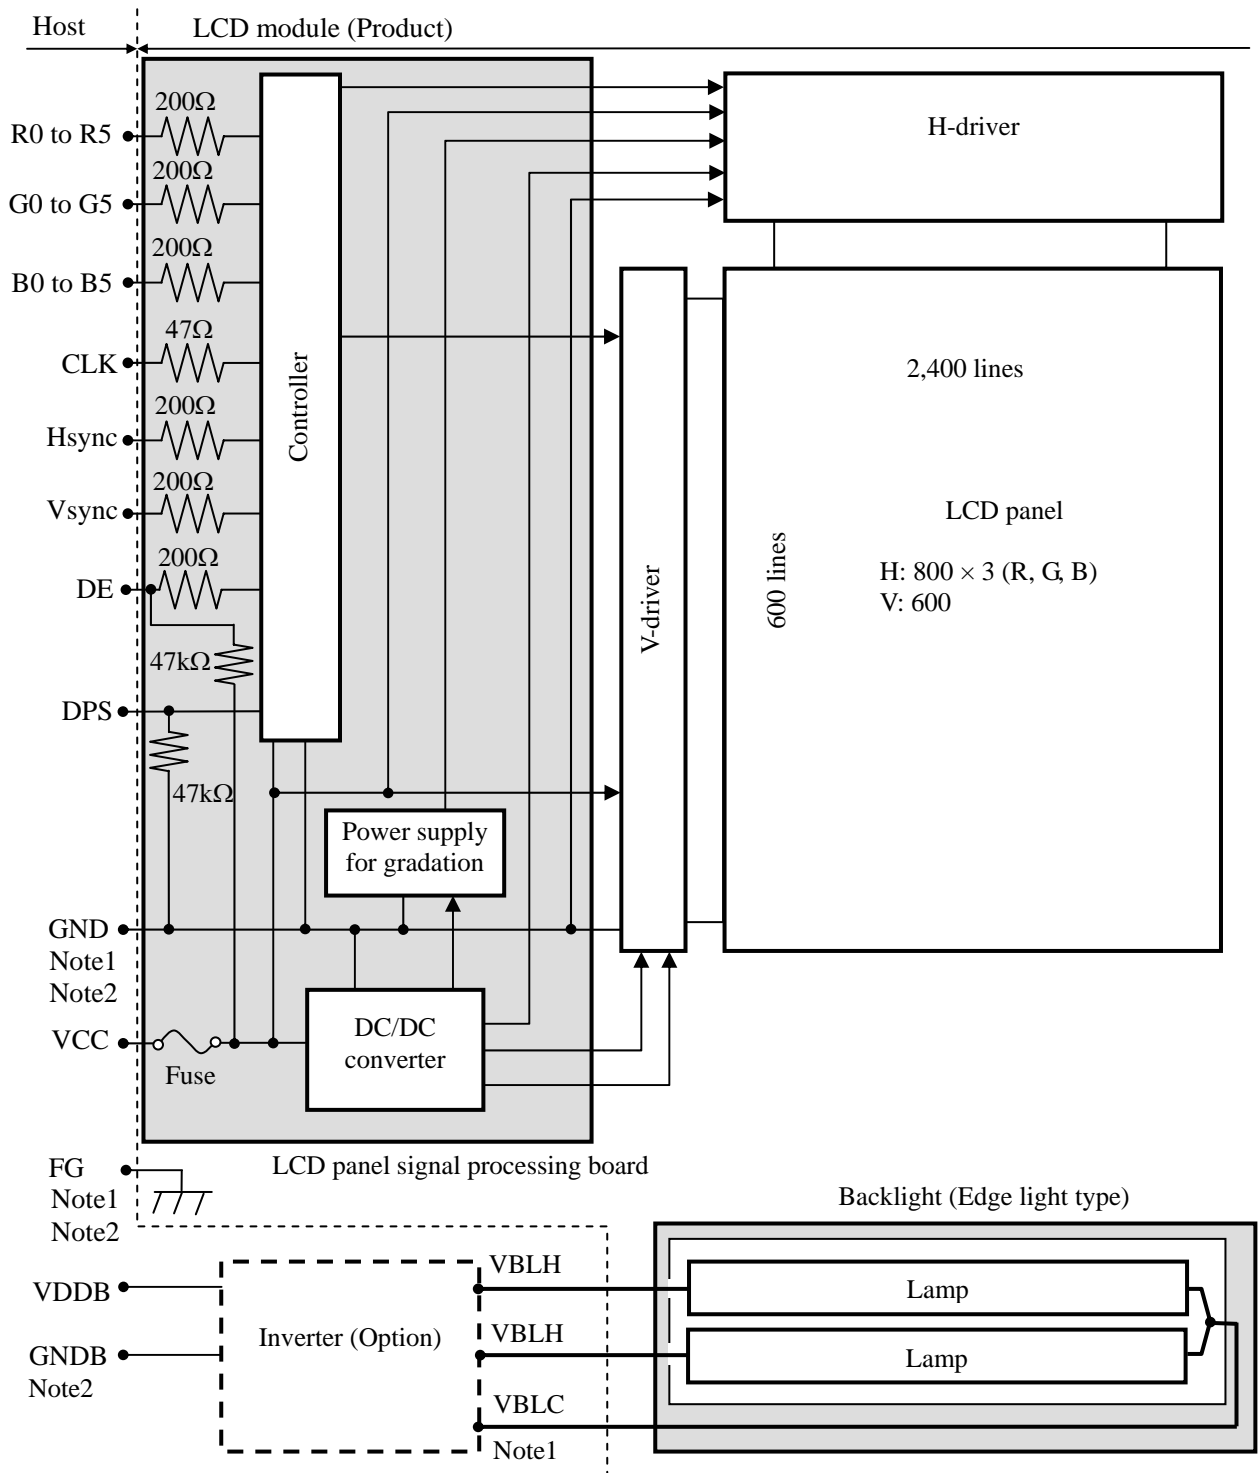 Host
LCD module (Product)
200Ω
R0 to R5
200Ω
G0 to G5
200Ω
B0 to B5
47Ω
CLK
200Ω
Hsync
200Ω
Vsync
200Ω
DE
47kΩ
DPS
47kΩ
Controller
H-driver
V-driver
2,400 lines
600 lines
LCD panel
H: 800 × 3 (R, G, B)
V: 600
Power supply
for gradation
GND
Note1
Note2
VCC
Fuse
DC/DC
converter
FG
Note1
Note2
LCD panel signal processing board
Backlight (Edge light type)
VDDB
GNDB
Note2
Inverter (Option)
VBLH
Lamp
VBLH
Lamp
VBLC
Note1